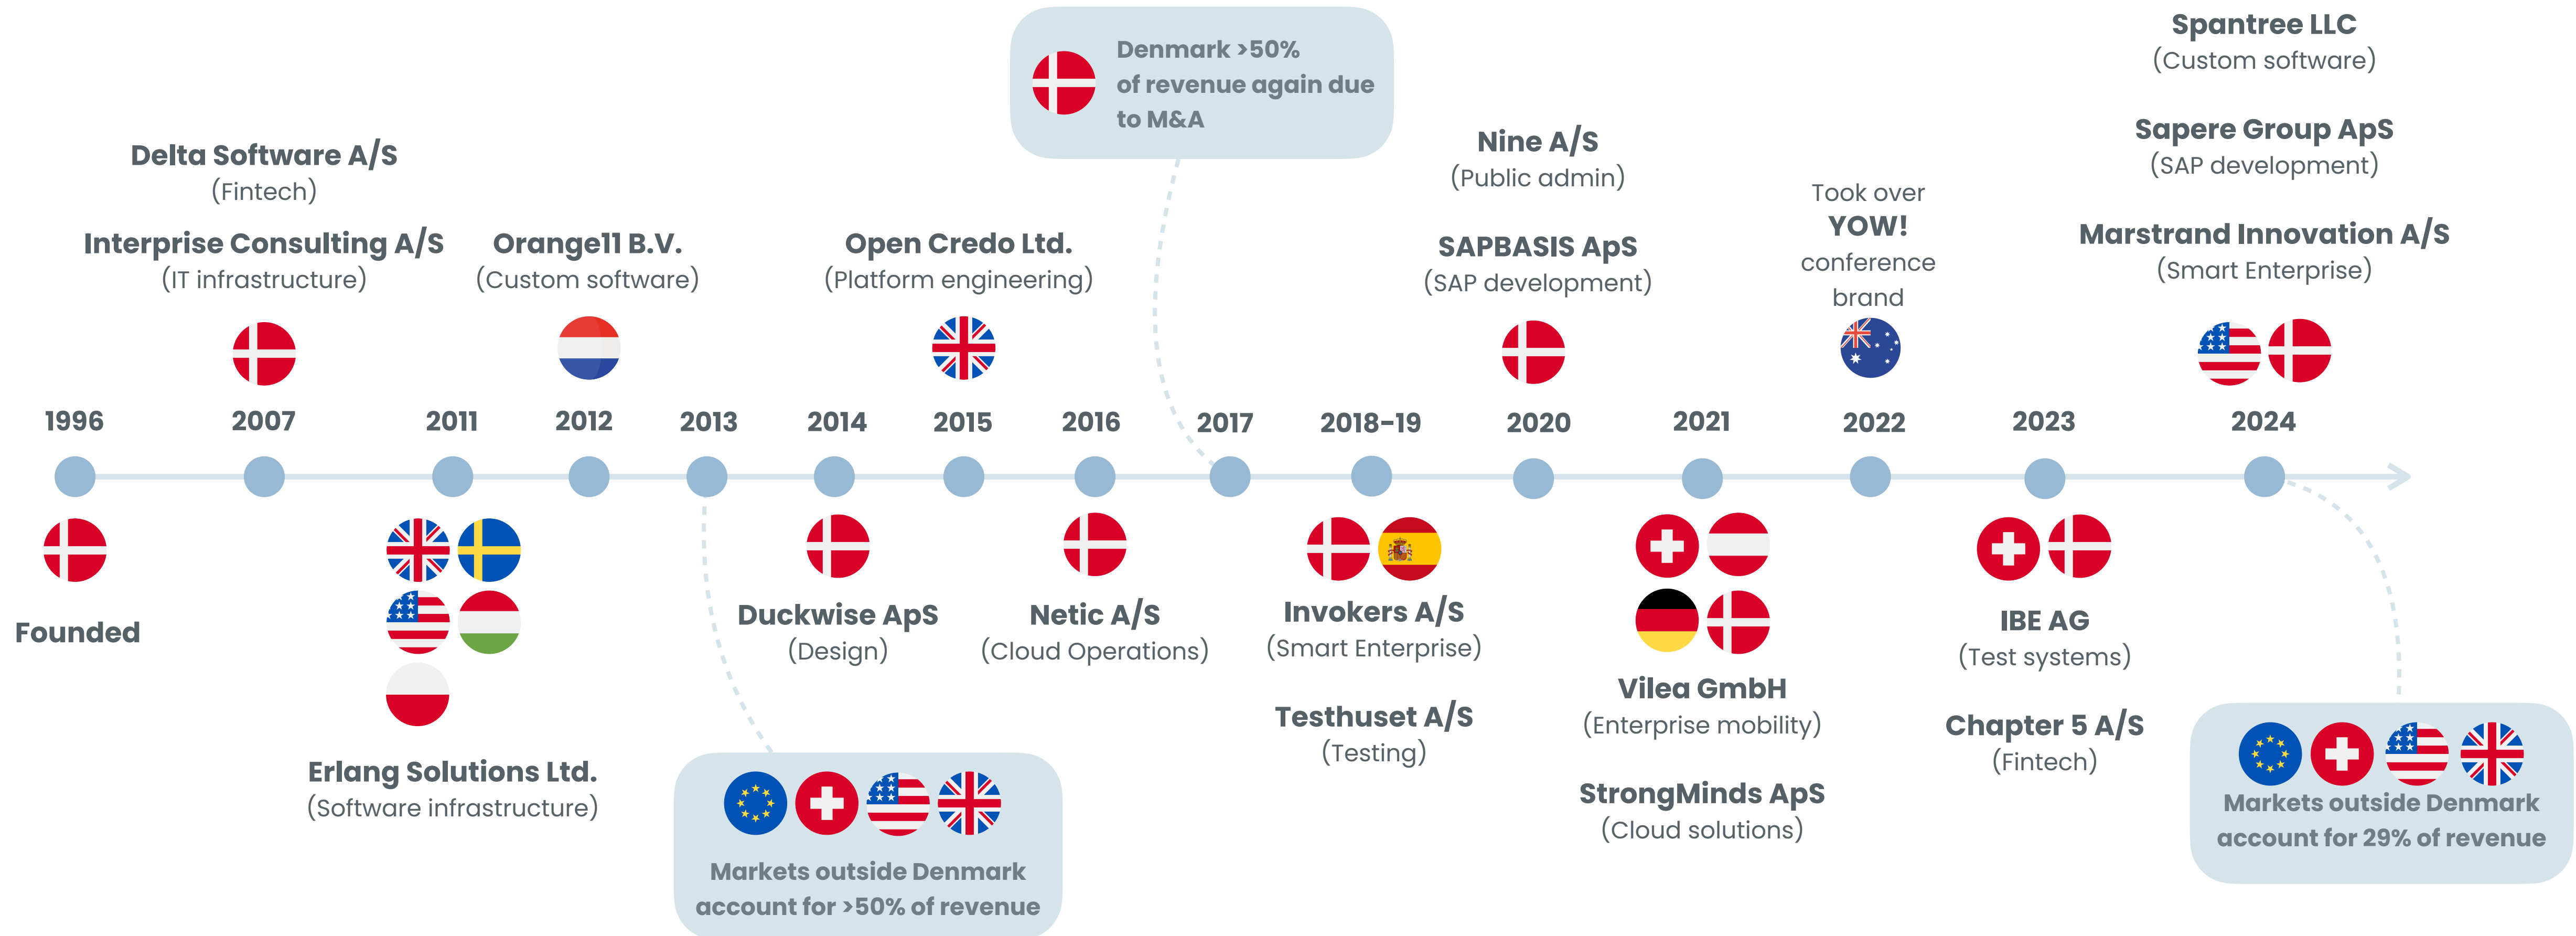 Denmark >50%
of revenue again due
to M&A
Delta Software A/S
(Fintech)
Interprise Consulting A/S
(IT infrastructure)
Orange11 B.V.
(Custom software)
Open Credo Ltd.
(Platform engineering)
Nine A/S
(Public admin)
SAPBASIS ApS
(SAP development)
Took over
YOW!
conference
brand
Spantree LLC
(Custom software)
Sapere Group ApS
(SAP development)
Marstrand Innovation A/S
(Smart Enterprise)
1996
2007
2011
2012
2013
2014
2015
2016
2017
2018-19
2020
2021
2022
2023
2024
Founded
Erlang Solutions Ltd.
(Software infrastructure)
Markets outside Denmark
account for >50% of revenue
Duckwise ApS
(Design)
Netic A/S
(Cloud Operations)
Invokers A/S
(Smart Enterprise)
Testhuset A/S
(Testing)
Vilea GmbH
(Enterprise mobility)
StrongMinds ApS
(Cloud solutions)
IBE AG
(Test systems)
Chapter 5 A/S
(Fintech)
Markets outside Denmark
account for 29% of revenue